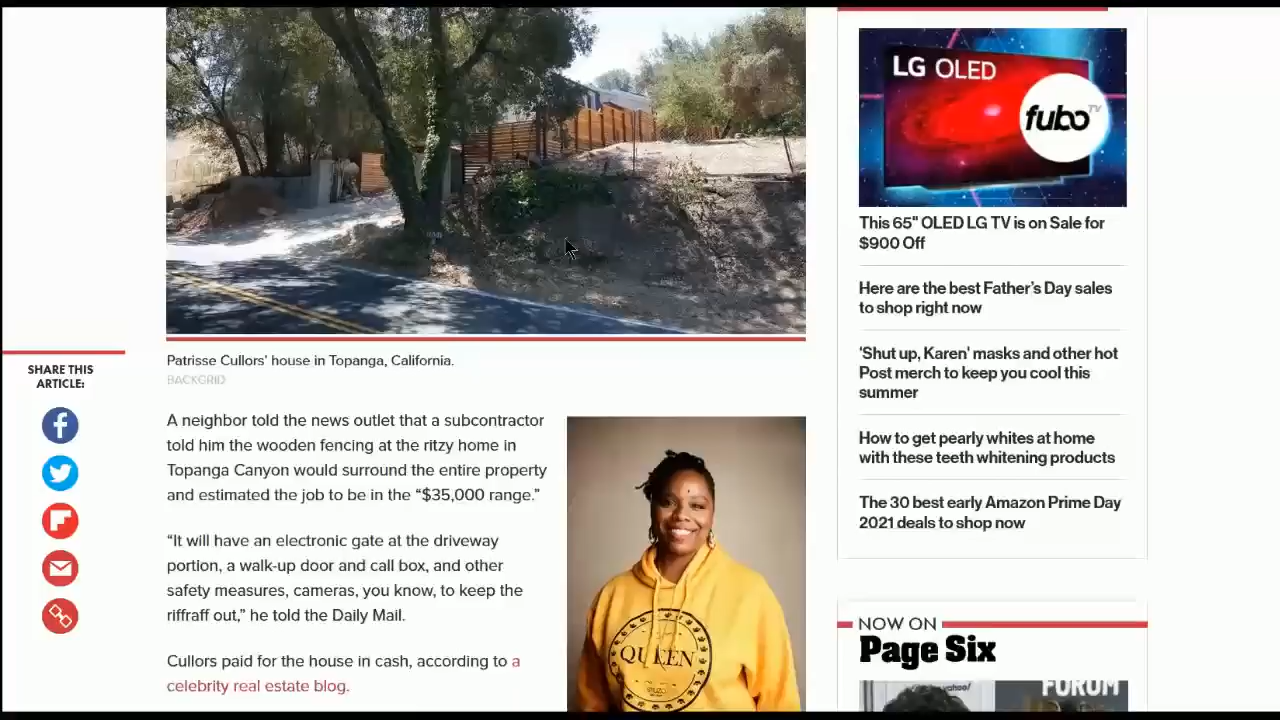 Patrisse Cullors' house in Topanga, California.
BACKGRID
SHARE THIS
ARTICLE:
A neighbor told the news outlet that a subcontractor
told him the wooden fencing at the ritzy home in
Topanga Canyon would surround the entire property
and estimated the job to be in the “$35,000 range.”
“It will have an electronic gate at the driveway
portion, a walk-up door and call box, and other
safety measures, cameras, you know, to keep the
riffraff out,” he told the Daily Mail.
Cullors paid for the house in cash, according to a
celebrity real estate blog.
QUEEN
LG OLED
fubo TV
This 65" OLED LG TV is on Sale for
$900 Off
Here are the best Father’s Day sales
to shop right now
'Shut up, Karen' masks and other hot
Post merch to keep you cool this
summer
How to get pearly whites at home
with these teeth whitening products
The 30 best early Amazon Prime Day
2021 deals to shop now
NOW ON
Page Six
yahoo!
FORUM